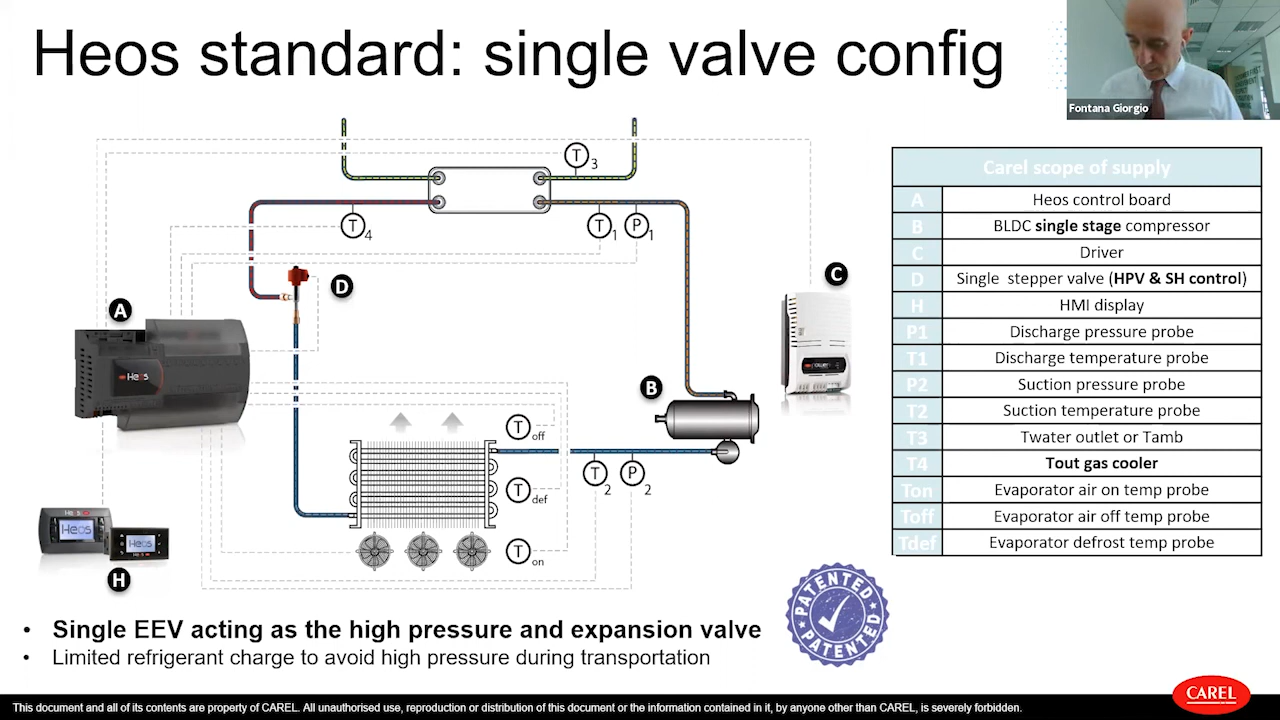 Heos standard: single valve config
Fontana Giorgio
Carel scope of supply
A Heos control board
B BLDC single stage compressor
C Driver
D Single stepper valve (HPV & SH control)
H HMI display
P1 Discharge pressure probe
T1 Discharge temperature probe
P2 Suction pressure probe
T2 Suction temperature probe
T3 Twater outlet or Tamb
T4 Tout gas cooler
Ton Evaporator air on temp probe
Toff Evaporator air off temp probe
Tdef Evaporator defrost temp probe
T3
T4
T1
P1
D
C
A
Heos
B
T off
T2
P2
T def
T on
Heos
Heos
H
PATENTED
PATENTED
• Single EEV acting as the high pressure and expansion valve
• Limited refrigerant charge to avoid high pressure during transportation
CAREL
This document and all of its contents are property of CAREL. All unauthorised use, reproduction or distribution of this document or the information contained in it, by anyone other than CAREL, is severely forbidden.